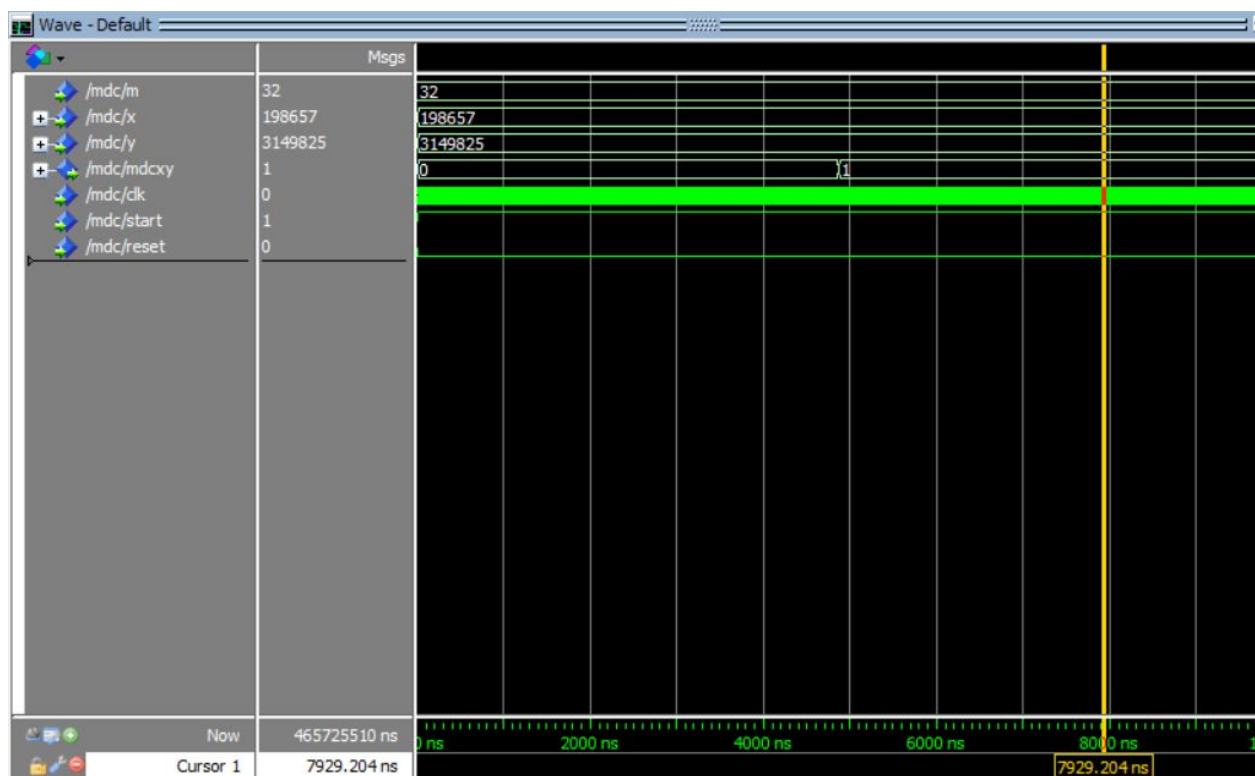 Wave - Default
Msgs
/mdc/m 32 32
/mdc/x 198657 198657
/mdc/y 3149825 3149825
/mdc/mdcxy 1 0 1
/mdc/clk 0
/mdc/start 1
/mdc/reset 0
Now 465725510 ns ns 2000 ns 4000 ns 6000 ns 8000 ns 1
Cursor 1 7929.204 ns 7929.204 ns